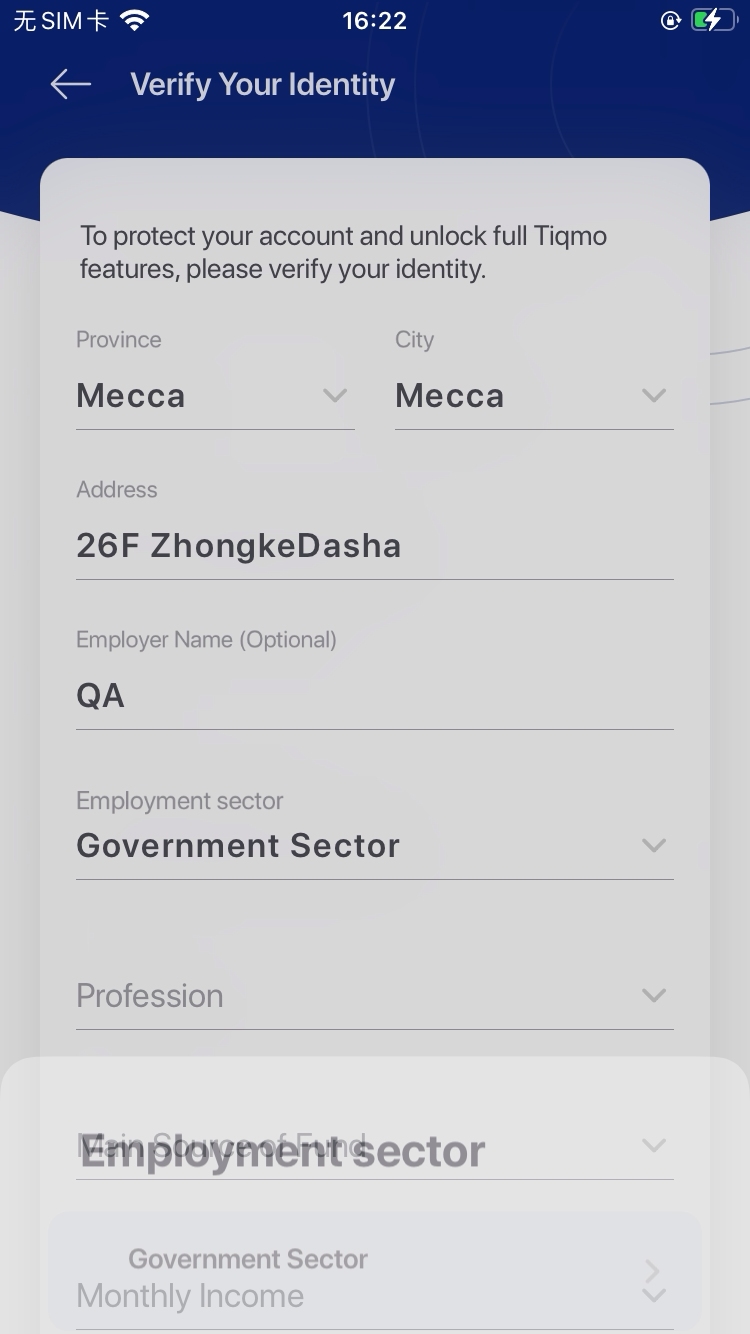 无SIM卡
16:22
Verify Your Identity
To protect your account and unlock full Tiqmo
features, please verify your identity.
Province
City
Mecca
Mecca
Address
26F ZhongkeDasha
Employer Name (Optional)
QA
Employment sector
Government Sector
Profession
Main Source of Fund
Employment sector
Government Sector
Monthly Income